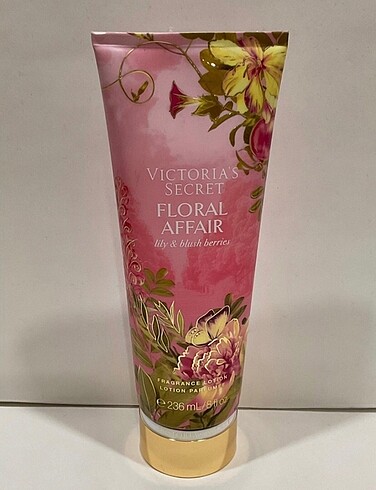 VICTORIA'S
SECRET
FLORAL
AFFAIR
lily & blush berries
FRAGRANCE LOTION
LOTION PARFUMÉE
℮ 236 mL / 8 fl oz